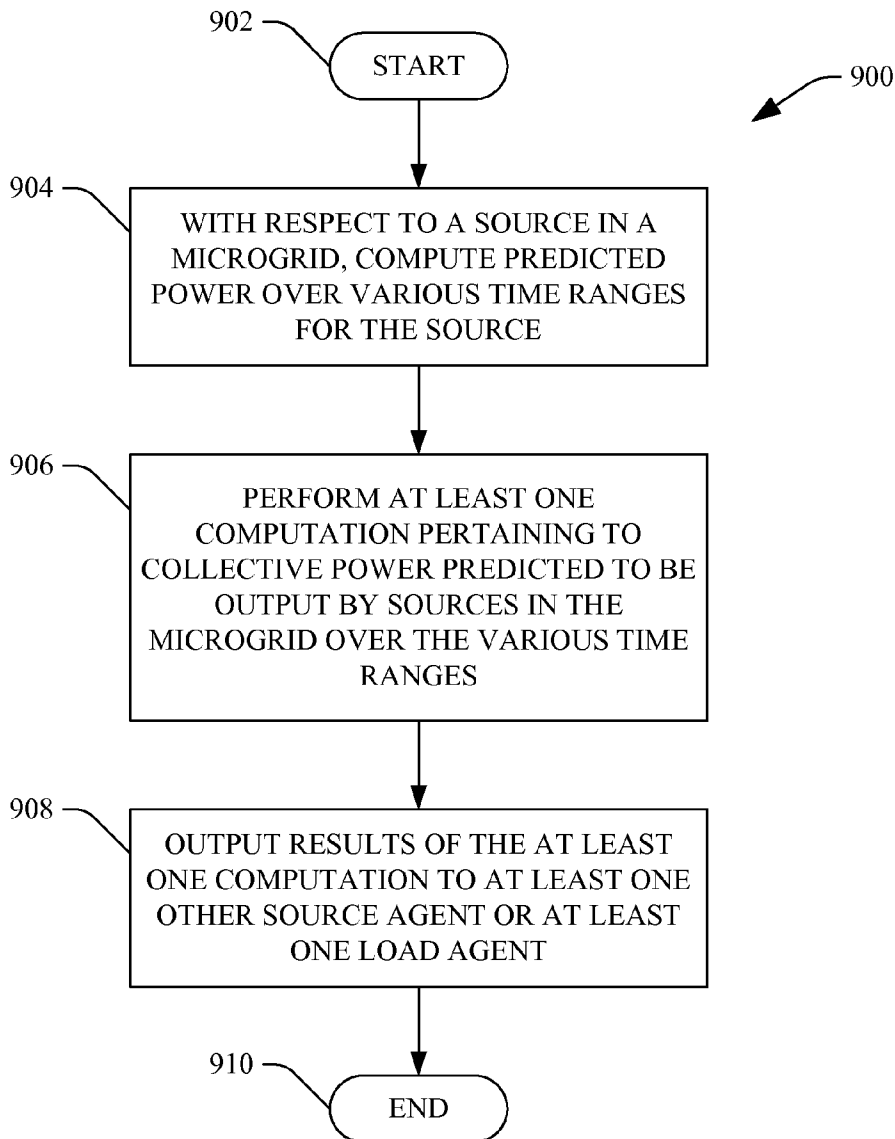 902
START
900
904
WITH RESPECT TO A SOURCE IN A
MICROGRID, COMPUTE PREDICTED
POWER OVER VARIOUS TIME RANGES
FOR THE SOURCE
906
PERFORM AT LEAST ONE
COMPUTATION PERTAINING TO
COLLECTIVE POWER PREDICTED TO BE
OUTPUT BY SOURCES IN THE
MICROGRID OVER THE VARIOUS TIME
RANGES
908
OUTPUT RESULTS OF THE AT LEAST
ONE COMPUTATION TO AT LEAST ONE
OTHER SOURCE AGENT OR AT LEAST
ONE LOAD AGENT
910
END